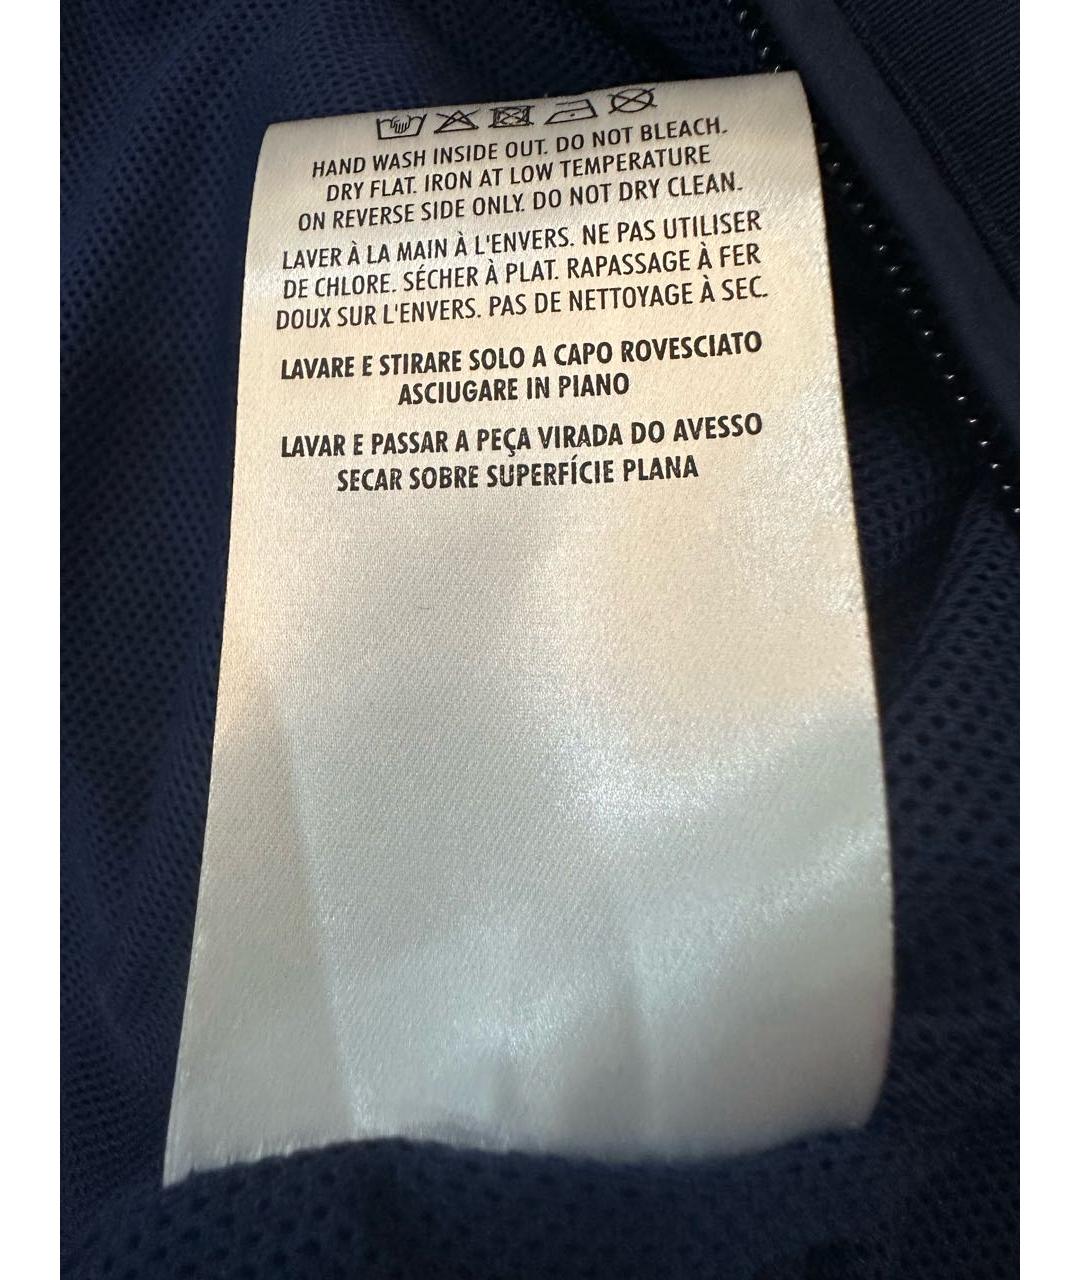 HAND WASH INSIDE OUT. DO NOT BLEACH.
DRY FLAT. IRON AT LOW TEMPERATURE
ON REVERSE SIDE ONLY. DO NOT DRY CLEAN.
LAVER À LA MAIN À L'ENVERS. NE PAS UTILISER
DE CHLORE. SÉCHER À PLAT. RAPASSAGE À FER
DOUX SUR L'ENVERS. PAS DE NETTOYAGE À SEC.
LAVARE E STIRARE SOLO A CAPO ROVESCIATO
ASCIUGARE IN PIANO
LAVAR E PASSAR A PEÇA VIRADA DO AVESSO
SECAR SOBRE SUPERFÍCIE PLANA